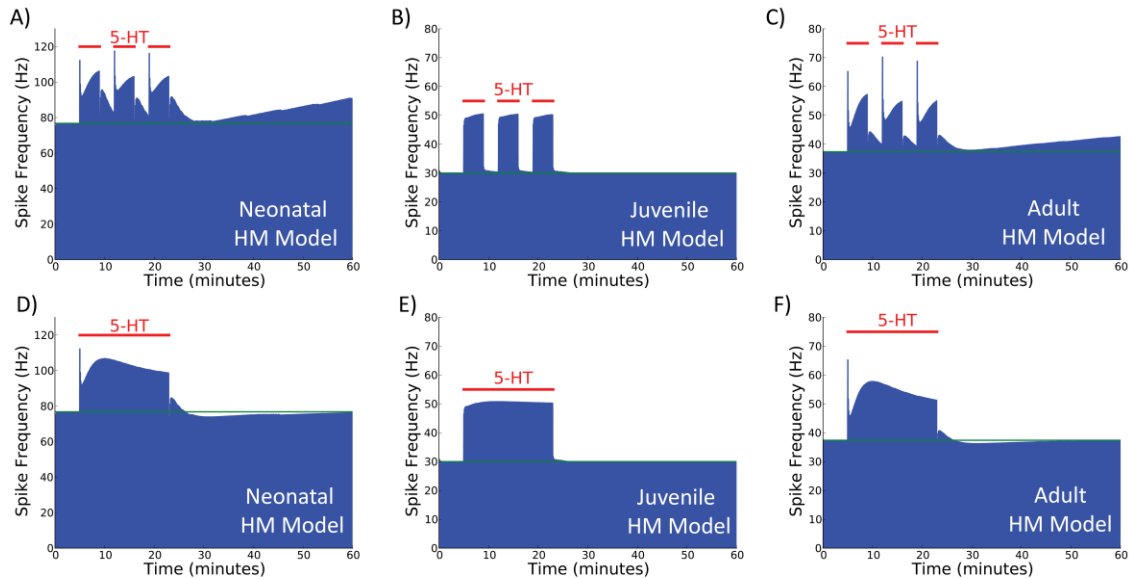 A)
5-HT
Spike Frequency (Hz)
120
100
80
60
40
20
0
0 10 20 30 40 50 60
Time (minutes)
Neonatal
HM Model
B)
5-HT
Spike Frequency (Hz)
80
70
60
50
40
30
20
10
0
0 10 20 30 40 50 60
Time (minutes)
Juvenile
HM Model
C)
5-HT
Spike Frequency (Hz)
80
70
60
50
40
30
20
10
0
0 10 20 30 40 50 60
Time (minutes)
Adult
HM Model
D)
5-HT
Spike Frequency (Hz)
120
100
80
60
40
20
0
0 10 20 30 40 50 60
Time (minutes)
Neonatal
HM Model
E)
5-HT
Spike Frequency (Hz)
80
70
60
50
40
30
20
10
0
0 10 20 30 40 50 60
Time (minutes)
Juvenile
HM Model
F)
5-HT
Spike Frequency (Hz)
80
70
60
50
40
30
20
10
0
0 10 20 30 40 50 60
Time (minutes)
Adult
HM Model